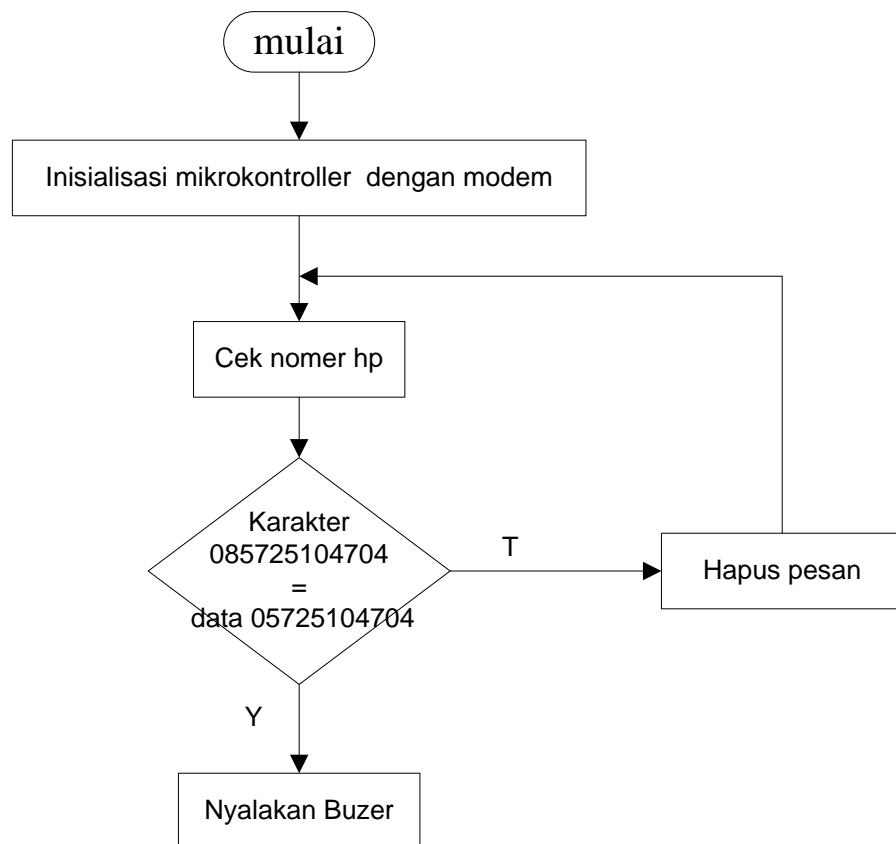 mulai
Inisialisasi mikrokontroller dengan modem
Cek nomer hp
Karakter
085725104704
=
data 05725104704
T
Hapus pesan
Y
Nyalakan Buzer